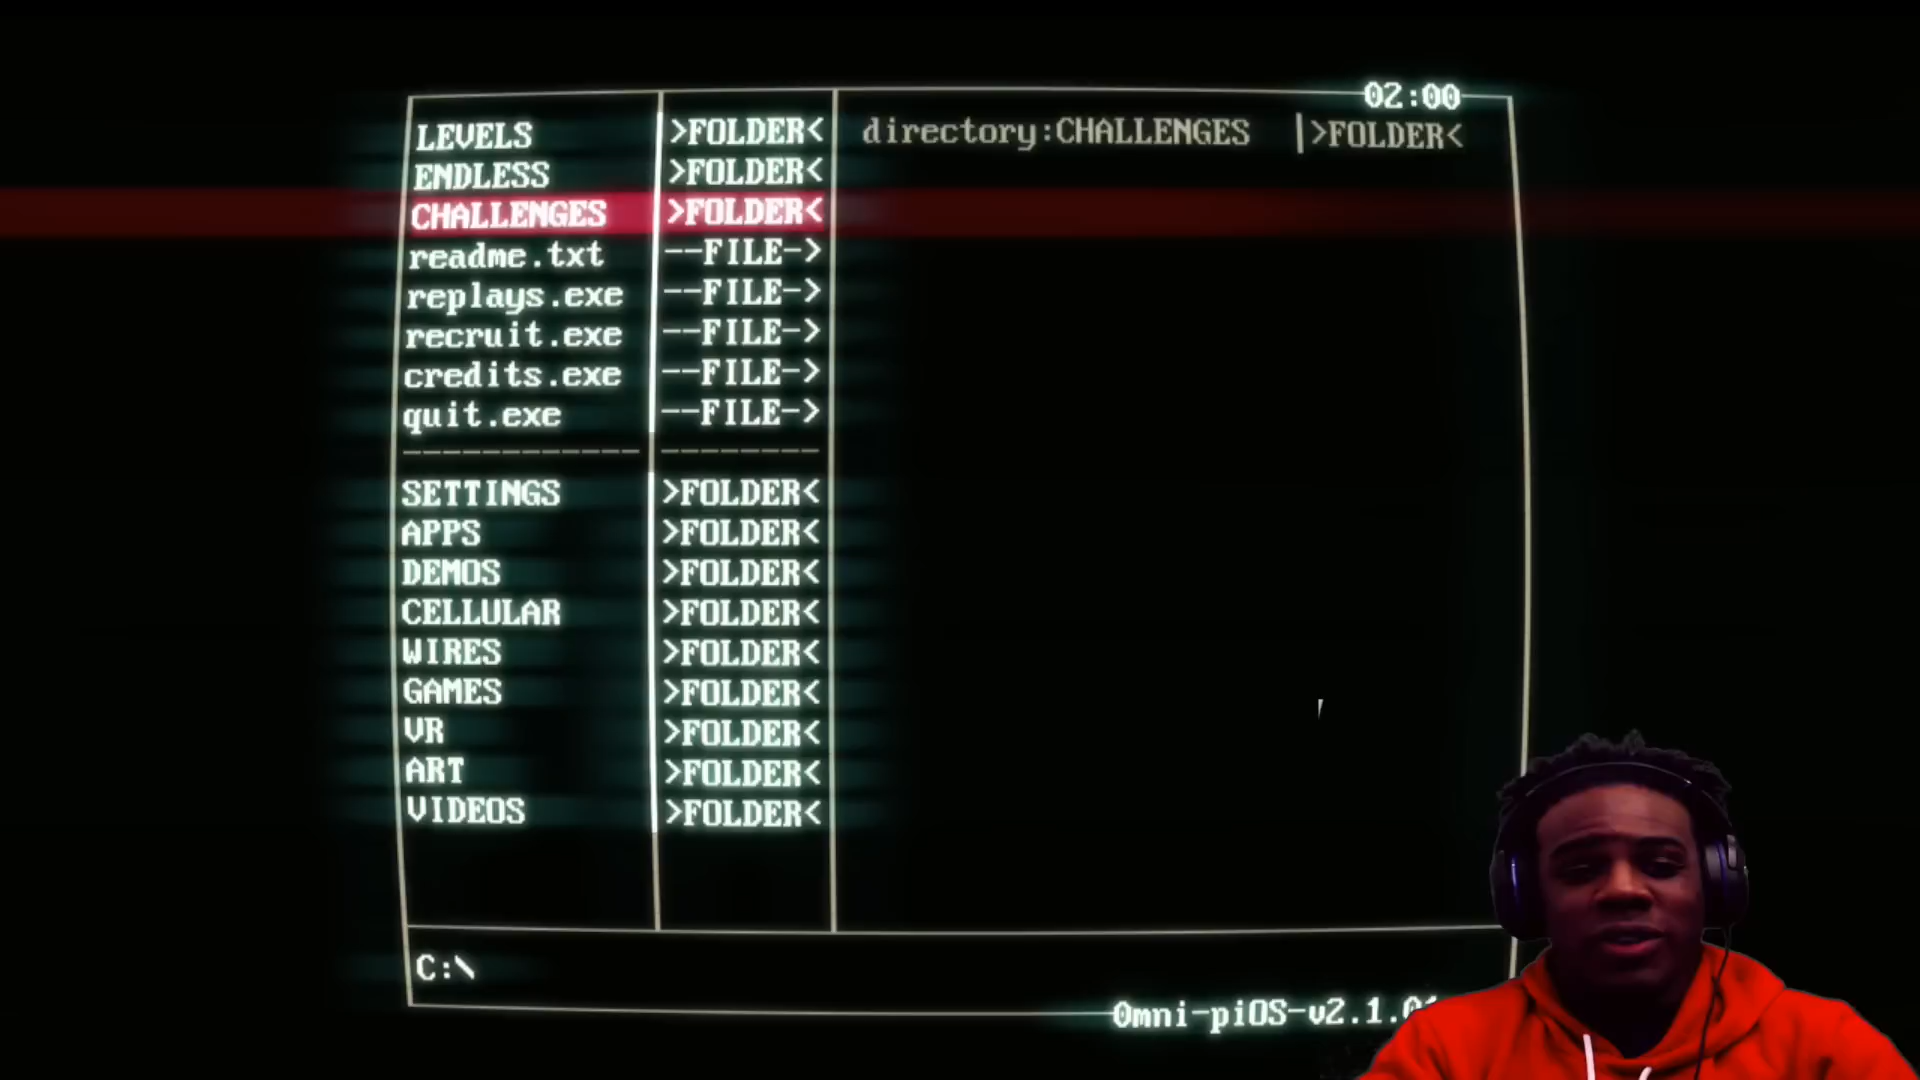 02:00
LEVELS >FOLDER< directory:CHALLENGES |>FOLDER<
ENDLESS >FOLDER<
CHALLENGES >FOLDER<
readme.txt --FILE->
replays.exe --FILE->
recruit.exe --FILE->
credits.exe --FILE->
quit.exe --FILE->
SETTINGS >FOLDER<
APPS >FOLDER<
DEMOS >FOLDER<
CELLULAR >FOLDER<
WIRES >FOLDER<
GAMES >FOLDER<
VR >FOLDER<
ART >FOLDER<
VIDEOS >FOLDER<
C:\
Omni-piOS-v2.1.0